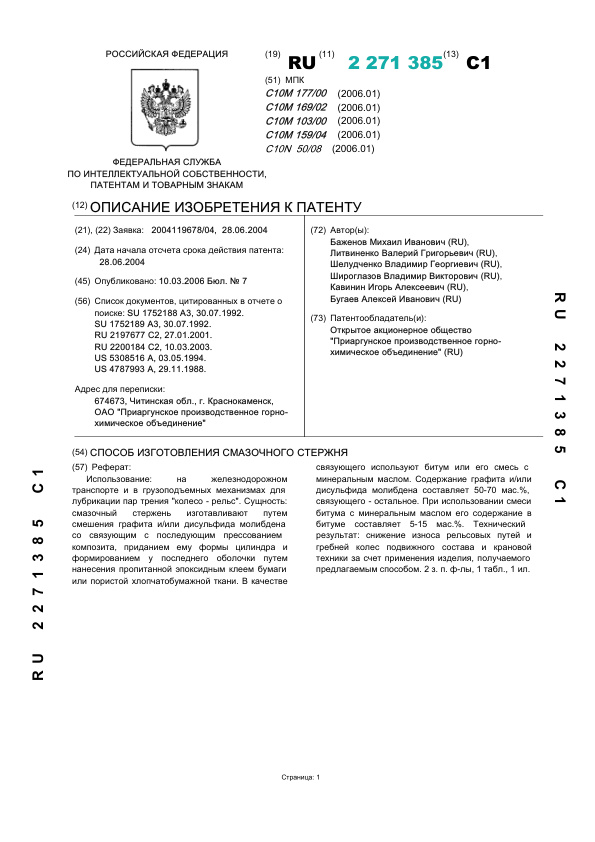 РОССИЙСКАЯ ФЕДЕРАЦИЯ
ФЕДЕРАЛЬНАЯ СЛУЖБА
ПО ИНТЕЛЛЕКТУАЛЬНОЙ СОБСТВЕННОСТИ,
ПАТЕНТАМ И ТОВАРНЫМ ЗНАКАМ
(19) RU (11) 2 271 385 (13) C1
(51) МПК
C10M 177/00 (2006.01)
C10M 169/02 (2006.01)
C10M 103/00 (2006.01)
C10M 159/04 (2006.01)
C10N 50/08 (2006.01)
(12) ОПИСАНИЕ ИЗОБРЕТЕНИЯ К ПАТЕНТУ
(21), (22) Заявка: 2004119678/04, 28.06.2004
(24) Дата начала отсчета срока действия патента:
28.06.2004
(45) Опубликовано: 10.03.2006 Бюл. № 7
(56) Список документов, цитированных в отчете о
поиске: SU 1752188 A3, 30.07.1992.
SU 1752189 A3, 30.07.1992.
RU 2197677 C2, 27.01.2001.
RU 2200184 C2, 10.03.2003.
US 5308516 A, 03.05.1994.
US 4787993 A, 29.11.1988.
Адрес для переписки:
674673, Читинская обл., г. Краснокаменск,
ОАО "Приаргунское производственное горно-
химическое объединение"
(72) Автор(ы):
Баженов Михаил Иванович (RU),
Литвиненко Валерий Григорьевич (RU),
Шелудченко Владимир Георгиевич (RU),
Широглазов Владимир Викторович (RU),
Кавинин Игорь Алексеевич (RU),
Бугаев Алексей Иванович (RU)
(73) Патентообладатель(и):
Открытое акционерное общество
"Приаргунское производственное горно-
химическое объединение" (RU)
(54) СПОСОБ ИЗГОТОВЛЕНИЯ СМАЗОЧНОГО СТЕРЖНЯ
(57) Реферат:
Использование: на железнодорожном
транспорте и в грузоподъемных механизмах для
лубрикации пар трения "колесо - рельс". Сущность:
смазочный стержень изготавливают путем
смешения графита и/или дисульфида молибдена
со связующим с последующим прессованием
композита, приданием ему формы цилиндра и
формированием у последнего оболочки путем
нанесения пропитанной эпоксидным клеем бумаги
или пористой хлопчатобумажной ткани. В качестве
связующего используют битум или его смесь с
минеральным маслом. Содержание графита и/или
дисульфида молибдена составляет 50-70 мас.%,
связующего - остальное. При использовании смеси
битума с минеральным маслом его содержание в
битуме составляет 5-15 мас.%. Технический
результат: снижение износа рельсовых путей и
гребней колес подвижного состава и крановой
техники за счет применения изделия, получаемого
предлагаемым способом. 2 з. п. ф-лы, 1 табл., 1 ил.
RU 2271385 C1
RU 2271385 C1
Страница: 1